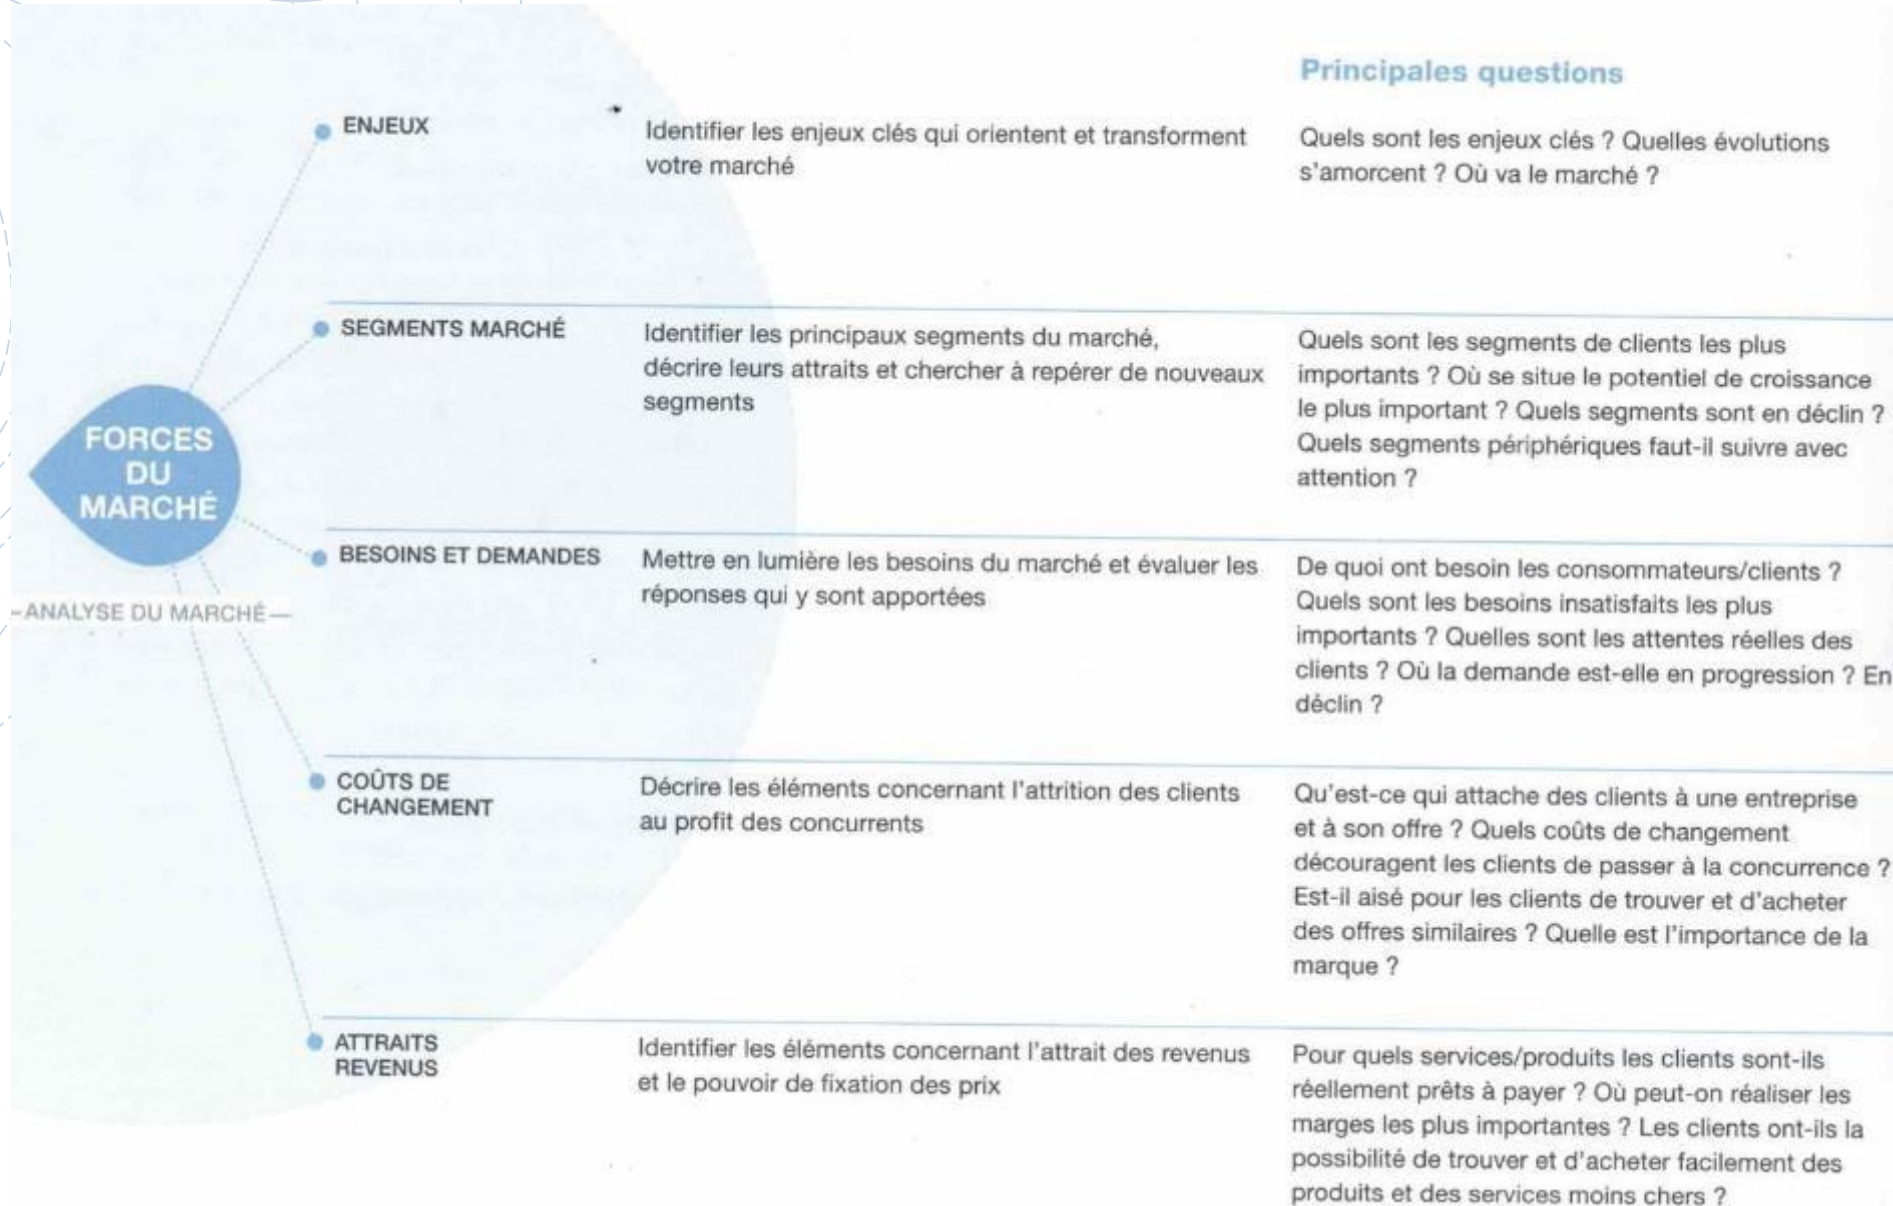 Principales questions
ENJEUX
Identifier les enjeux clés qui orientent et transforment
votre marché
Quels sont les enjeux clés ? Quelles évolutions
s'amorcent ? Où va le marché ?
SEGMENTS MARCHÉ
Identifier les principaux segments du marché,
décrire leurs attraits et chercher à repérer de nouveaux
segments
Quels sont les segments de clients les plus
importants ? Où se situe le potentiel de croissance
le plus important ? Quels segments sont en déclin ?
Quels segments périphériques faut-il suivre avec
attention ?
FORCES
DU
MARCHÉ
– ANALYSE DU MARCHÉ —
BESOINS ET DEMANDES
Mettre en lumière les besoins du marché et évaluer les
réponses qui y sont apportées
De quoi ont besoin les consommateurs/clients ?
Quels sont les besoins insatisfaits les plus
importants ? Quelles sont les attentes réelles des
clients ? Où la demande est-elle en progression ? En
déclin ?
COÛTS DE
CHANGEMENT
Décrire les éléments concernant l'attrition des clients
au profit des concurrents
Qu'est-ce qui attache des clients à une entreprise
et à son offre ? Quels coûts de changement
découragent les clients de passer à la concurrence ?
Est-il aisé pour les clients de trouver et d'acheter
des offres similaires ? Quelle est l'importance de la
marque ?
ATTRAITS
REVENUS
Identifier les éléments concernant l'attrait des revenus
et le pouvoir de fixation des prix
Pour quels services/produits les clients sont-ils
réellement prêts à payer ? Où peut-on réaliser les
marges les plus importantes ? Les clients ont-ils la
possibilité de trouver et d'acheter facilement des
produits et des services moins chers ?